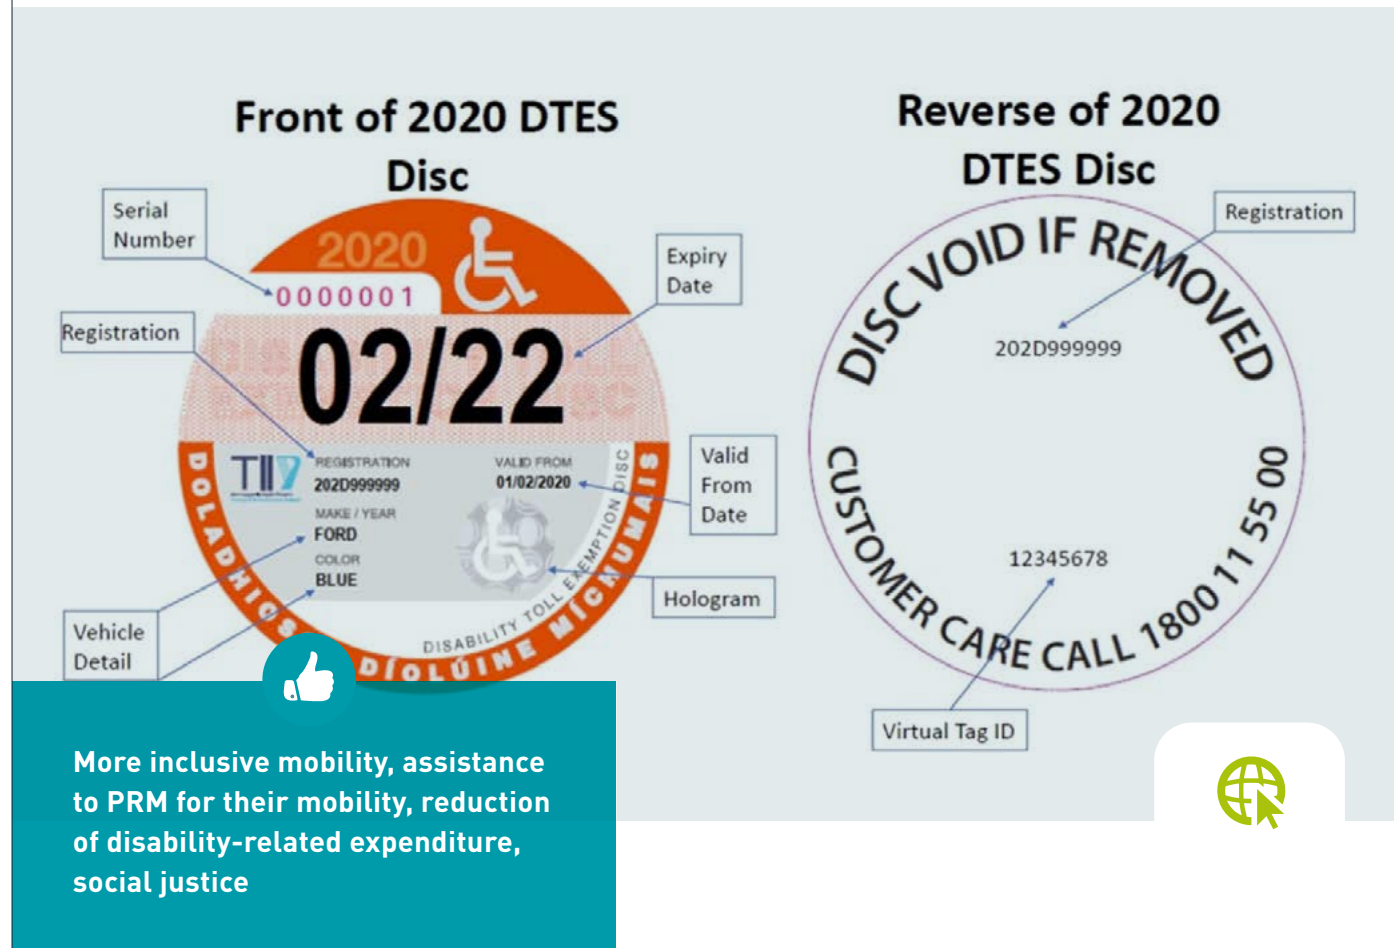 Front of 2020 DTES
Disc
Reverse of 2020
DTES Disc
Serial
Number
Expiry
Date
Registration
Valid
From
Date
Hologram
Vehicle
Detail
2020
0000001
02/22
TII
REGISTRATION
202D999999
VALID FROM
01/02/2020
MAKE / YEAR
FORD
COLOR
BLUE
DISABILITY TOLL EXEMPTION DISC
DOLADHIOS DÍOLÚINE MÍCHUMAIS
Registration
DISC VOID IF REMOVED
202D999999
12345678
CUSTOMER CARE CALL 1800 11 55 00
Virtual Tag ID
More inclusive mobility, assistance
to PRM for their mobility, reduction
of disability-related expenditure,
social justice